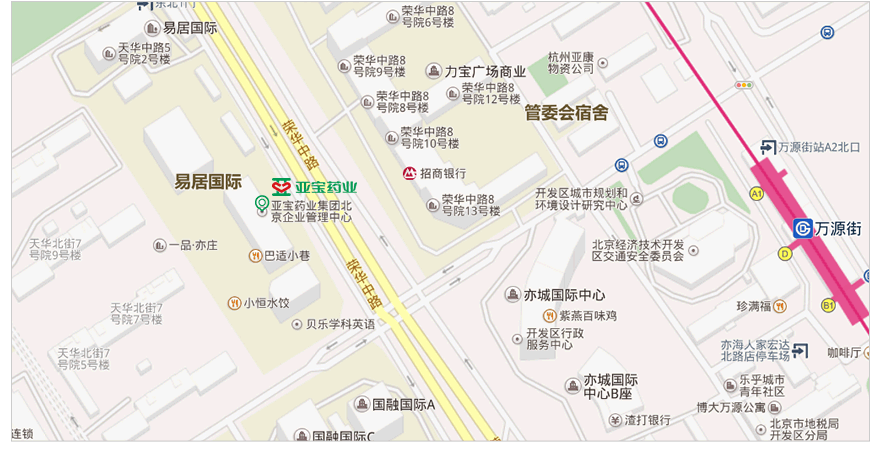 东北件门
易居国际
天华中路5
号院2号楼
荣华中路8
号院6号楼
荣华中路8
号院9号楼
力宝广场商业
荣华中路8
号院12号楼
荣华中路8
号院8号楼
荣华中路8
号院10号楼
杭州亚康
物资公司
管委会宿舍
荣华中路
招商银行
万源街站A2北口
易居国际
亚宝药业
亚宝药业集团北
京企业管理中心
荣华中路8
号院13号楼
开发区城市规划和
环境设计研究中心
A1
万源街
天华北街7
号院9号楼
一品·亦庄
巴适小巷
北京经济技术开发
区交通安全委员会
D
荣华中路
天华北街7
号院7号楼
小恒水饺
亦城国际中心
紫燕百味鸡
珍满福
B1
贝乐学科英语
开发区行政
服务中心
天华北街7
号院5号楼
亦海人家宏达
北路店停车场
咖啡厅
亦城国际
中心B座
乐乎城市
青年社区
国融国际A
渣打银行
博大万源公寓
连锁
国融国际C
北京市地税局
开发区分局